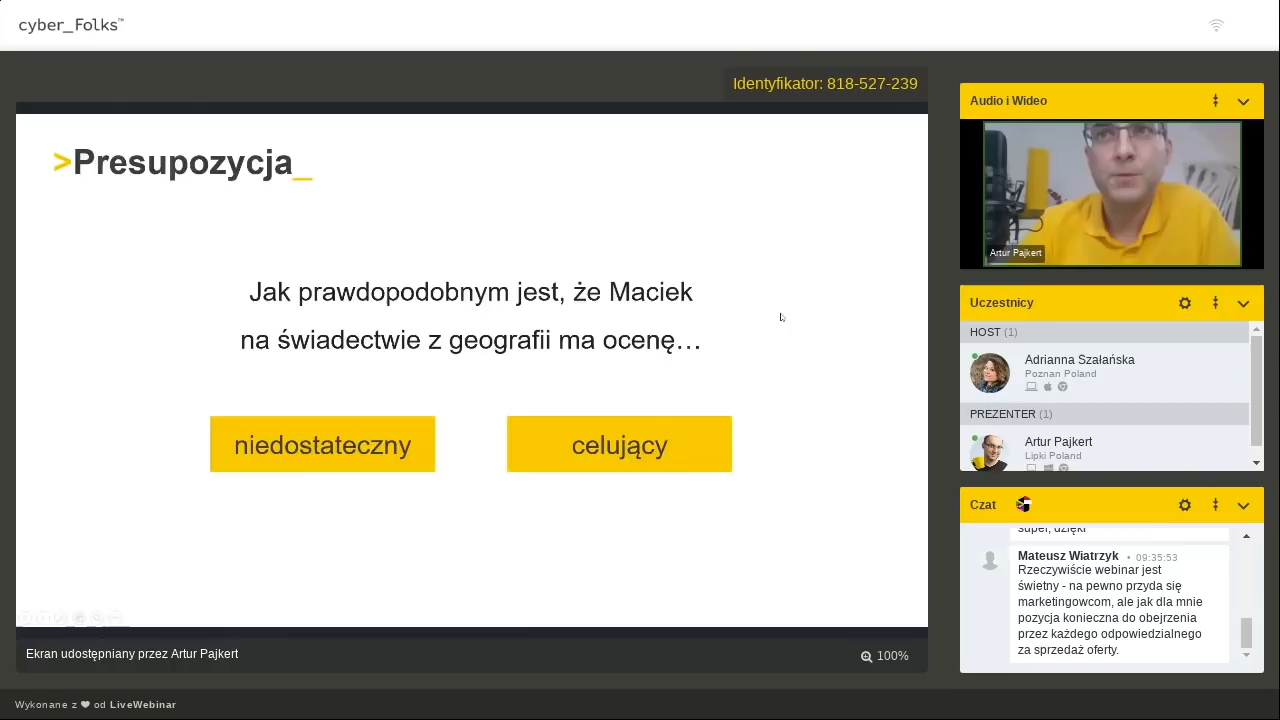 cyber_Folks™
Identyfikator: 818-527-239
>Presupozycja_
Jak prawdopodobnym jest, że Maciek
na świadectwie z geografii ma ocenę…
niedostateczny
celujący
Ekran udostępniany przez Artur Pajkert
100%
Audio i Wideo
Artur Pajkert
Uczestnicy
HOST (1)
Adrianna Szałańska
Poznan Poland
PREZENTER (1)
Artur Pajkert
Lipki Poland
Czat
super, dzięki
Mateusz Wiatrzyk • 09:35:53
Rzeczywiście webinar jest
świetny - na pewno przyda się
marketingowcom, ale jak dla mnie
pozycja konieczna do obejrzenia
przez każdego odpowiedzialnego
za sprzedaż oferty.
Wykonane z ❤ od LiveWebinar